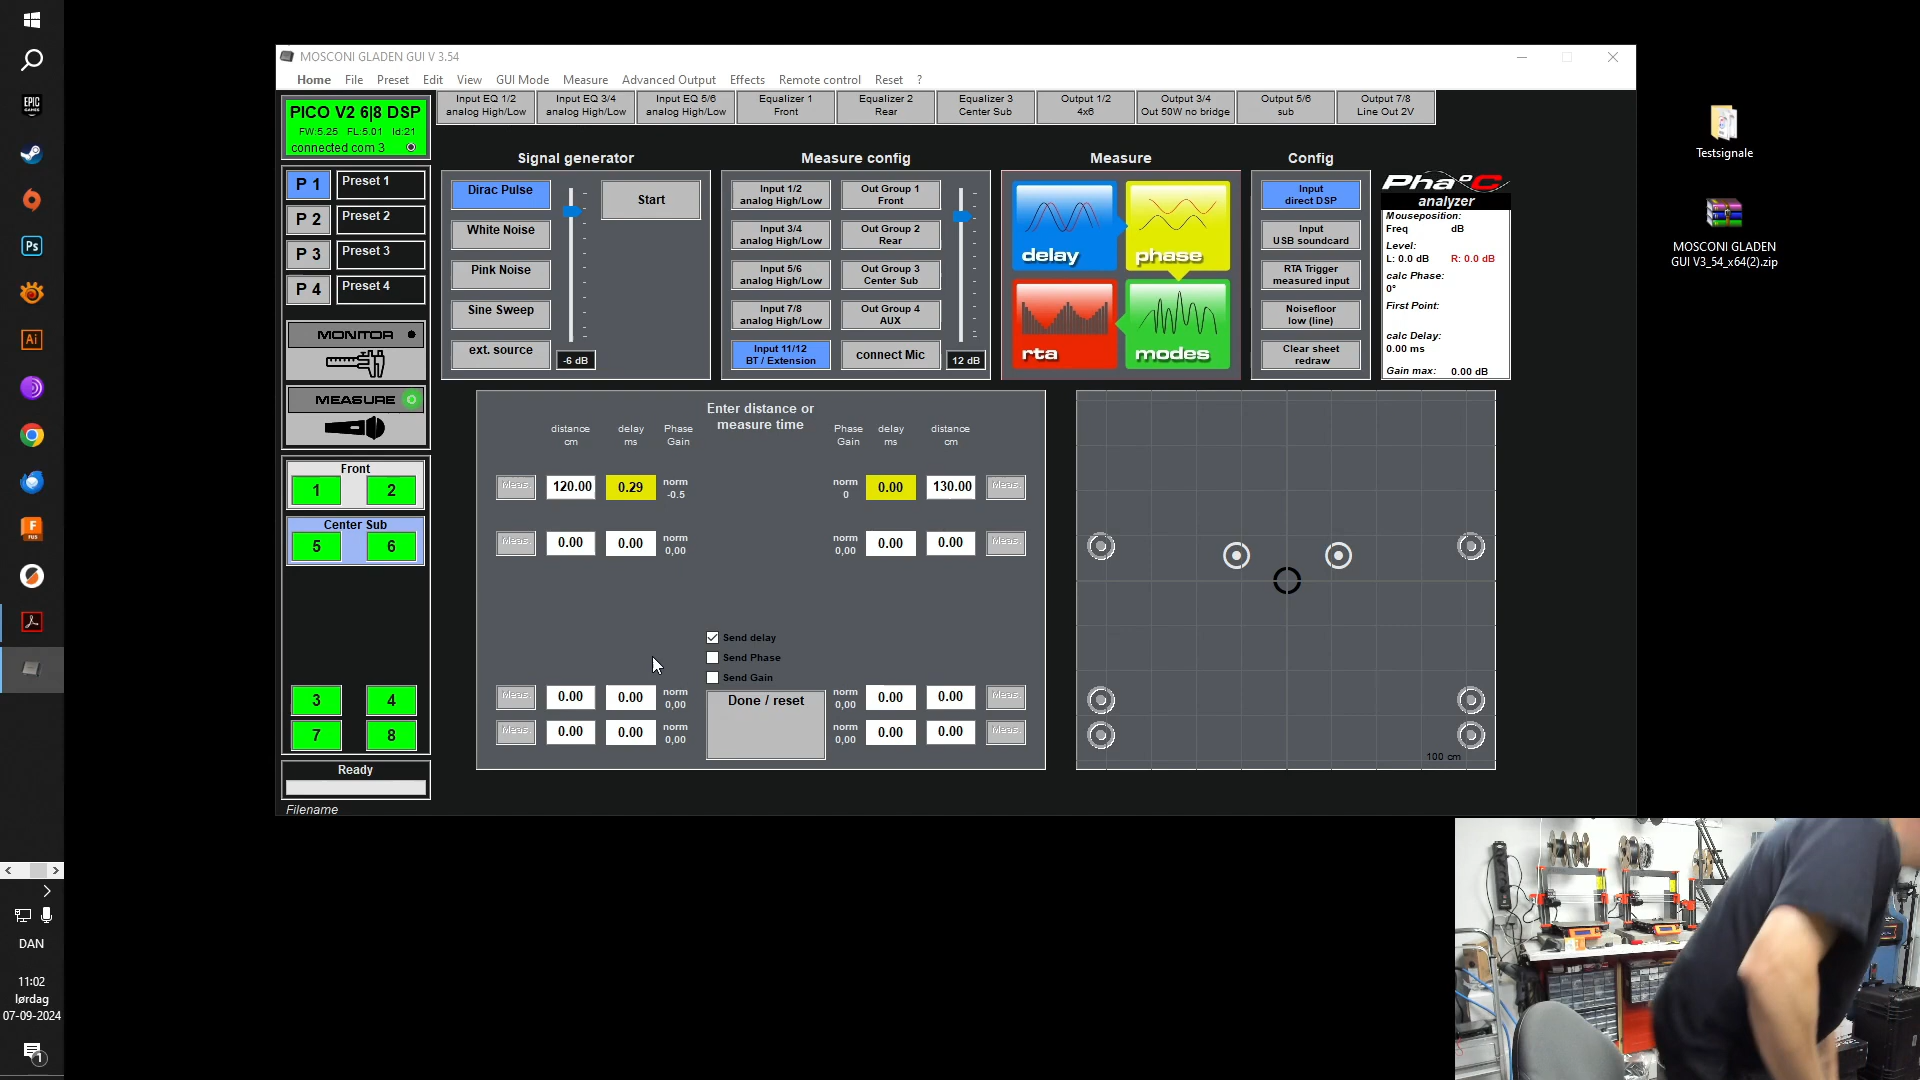 MOSCONI GLADEN GUI V 3.54
Home File Preset Edit View GUI Mode Measure Advanced Output Effects Remote control Reset ?
PICO V2 6|8 DSP
FW:5.25 FL:5.01 Id:21
connected com 3
Input EQ 1/2
analog High/Low
Input EQ 3/4
analog High/Low
Input EQ 5/6
analog High/Low
Equalizer 1
Front
Equalizer 2
Rear
Equalizer 3
Center Sub
Output 1/2
4x6
Output 3/4
Out 50W no bridge
Output 5/6
sub
Output 7/8
Line Out 2V
P 1 Preset 1
P 2 Preset 2
P 3 Preset 3
P 4 Preset 4
MONITOR
MEASURE
Front
1 2
Center Sub
5 6
3 4
7 8
Ready
Filename
Signal generator
Dirac Pulse
White Noise
Pink Noise
Sine Sweep
ext. source
Start
-6 dB
Measure config
Input 1/2
analog High/Low
Input 3/4
analog High/Low
Input 5/6
analog High/Low
Input 7/8
analog High/Low
Input 11/12
BT / Extension
Out Group 1
Front
Out Group 2
Rear
Out Group 3
Center Sub
Out Group 4
AUX
connect Mic
12 dB
Measure
delay
phase
rta
modes
Config
Input
direct DSP
Input
USB soundcard
RTA Trigger
measured input
Noisefloor
low (line)
Clear sheet
redraw
Pha°C
analyzer
Mouseposition:
Freq dB
Level:
L: 0.0 dB R: 0.0 dB
calc Phase:
0°
First Point:
calc Delay:
0.00 ms
Gain max: 0.00 dB
Enter distance or
measure time
distance
cm
delay
ms
Phase
Gain
Phase
Gain
delay
ms
distance
cm
Meas. 120.00 0.29 norm
-0.5
norm
0
0.00 130.00 Meas.
Meas. 0.00 0.00 norm
0,00
norm
0,00
0.00 0.00 Meas.
Send delay
Send Phase
Send Gain
Done / reset
Meas. 0.00 0.00 norm
0,00
norm
0,00
0.00 0.00 Meas.
Meas. 0.00 0.00 norm
0,00
norm
0,00
0.00 0.00 Meas.
100 cm
Testsignale
MOSCONI GLADEN
GUI V3_54_x64(2).zip
EPIC
GAMES
Ps
Ai
F
FUS
DAN
11:02
lørdag
07-09-2024
1